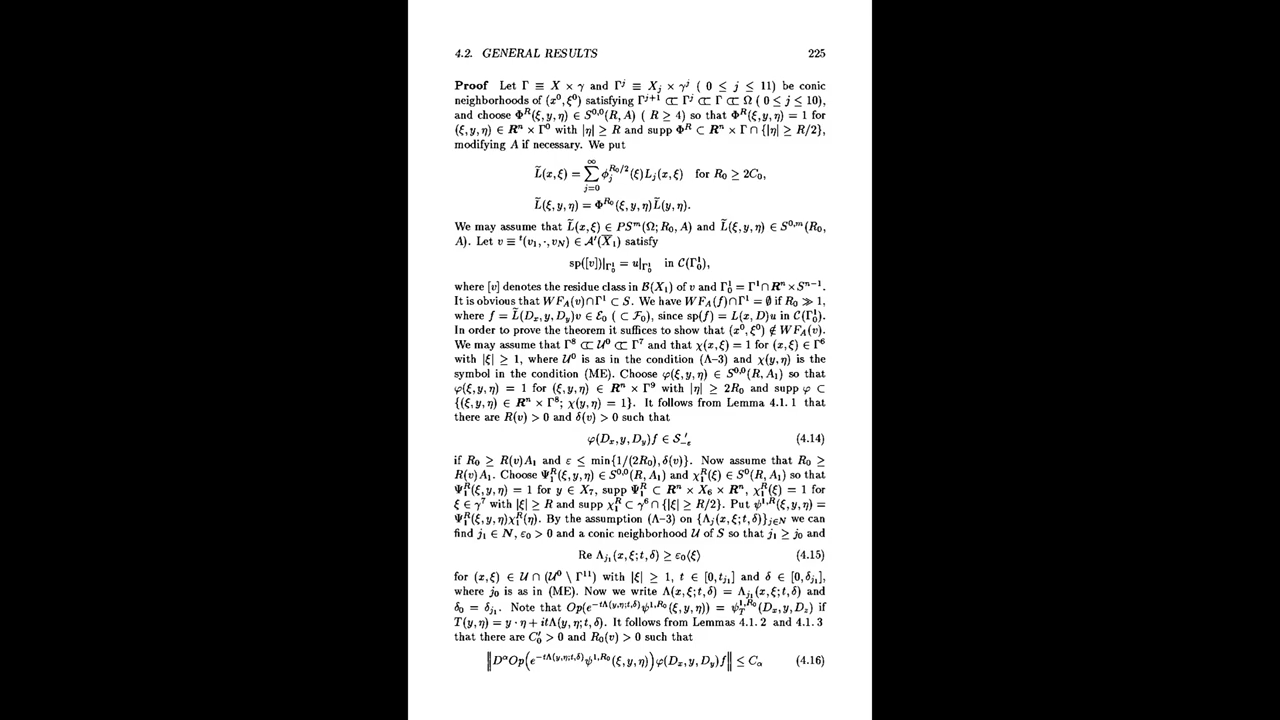 4.2. GENERAL RESULTS 225
Proof Let Γ ≡ X × γ and Γ^j ≡ X_j × γ^j ( 0 ≤ j ≤ 11) be conic
neighborhoods of (x⁰, ξ⁰) satisfying Γ^{j+1} ⊂⊂ Γ^j ⊂⊂ Γ ⊂⊂ Ω ( 0 ≤ j ≤ 10),
and choose Φ^R(ξ, y, η) ∈ S^{0,0}(R, A) ( R ≥ 4) so that Φ^R(ξ, y, η) = 1 for
(ξ, y, η) ∈ R^n × Γ⁰ with |η| ≥ R and supp Φ^R ⊂ R^n × Γ ∩ {|η| ≥ R/2},
modifying A if necessary. We put
L̃(x, ξ) = ∑_{j=0}^{∞} φ_j^{R_0/2}(ξ)L_j(x, ξ) for R_0 ≥ 2C_0,
L̃(ξ, y, η) = Φ^{R_0}(ξ, y, η)L̃(y, η).
We may assume that L̃(x, ξ) ∈ PS^m(Ω; R_0, A) and L̃(ξ, y, η) ∈ S^{0,m}(R_0,
A). Let v ≡ ^t(v_1, ·, v_N) ∈ 𝒜′(X̅_1) satisfy
sp([v])|_{Γ_0^1} = u|_{Γ_0^1} in 𝒞(Γ_0^1),
where [v] denotes the residue class in ℬ(X_1) of v and Γ_0^1 = Γ^1 ∩ R^n × S^{n−1}.
It is obvious that WF_A(v) ∩ Γ^1 ⊂ S. We have WF_A(f) ∩ Γ^1 = ∅ if R_0 ≫ 1,
where f = L̃(D_x, y, D_y)v ∈ ℰ_0 ( ⊂ ℱ_0), since sp(f) = L(x, D)u in 𝒞(Γ_0^1).
In order to prove the theorem it suffices to show that (x⁰, ξ⁰) ∉ WF_A(v).
We may assume that Γ^8 ⊂⊂ 𝒰⁰ ⊂⊂ Γ^7 and that χ(x, ξ) = 1 for (x, ξ) ∈ Γ^6
with |ξ| ≥ 1, where 𝒰⁰ is as in the condition (Λ–3) and χ(y, η) is the
symbol in the condition (ME). Choose φ(ξ, y, η) ∈ S^{0,0}(R, A_1) so that
φ(ξ, y, η) = 1 for (ξ, y, η) ∈ R^n × Γ^9 with |η| ≥ 2R_0 and supp φ ⊂
{(ξ, y, η) ∈ R^n × Γ^8; χ(y, η) = 1}. It follows from Lemma 4.1. 1 that
there are R(v) > 0 and δ(v) > 0 such that
φ(D_x, y, D_y)f ∈ 𝒮_{−ε}′ (4.14)
if R_0 ≥ R(v)A_1 and ε ≤ min{1/(2R_0), δ(v)}. Now assume that R_0 ≥
R(v)A_1. Choose Ψ_1^R(ξ, y, η) ∈ S^{0,0}(R, A_1) and χ_1^R(ξ) ∈ S^0(R, A_1) so that
Ψ_1^R(ξ, y, η) = 1 for y ∈ X_7, supp Ψ_1^R ⊂ R^n × X_6 × R^n, χ_1^R(ξ) = 1 for
ξ ∈ γ^7 with |ξ| ≥ R and supp χ_1^R ⊂ γ^6 ∩ {|ξ| ≥ R/2}. Put ψ^{1,R}(ξ, y, η) =
Ψ_1^R(ξ, y, η)χ_1^R(η). By the assumption (Λ–3) on {Λ_j(x, ξ; t, δ)}_{j∈N} we can
find j_1 ∈ N, ε_0 > 0 and a conic neighborhood 𝒰 of S so that j_1 ≥ j_0 and
Re Λ_{j_1}(x, ξ; t, δ) ≥ ε_0⟨ξ⟩ (4.15)
for (x, ξ) ∈ 𝒰 ∩ (𝒰⁰ \ Γ^{11}) with |ξ| ≥ 1, t ∈ [0, t_{j_1}] and δ ∈ [0, δ_{j_1}],
where j_0 is as in (ME). Now we write Λ(x, ξ; t, δ) = Λ_{j_1}(x, ξ; t, δ) and
δ_0 = δ_{j_1}. Note that Op(e^{−tΛ(y,η;t,δ)}ψ^{1,R_0}(ξ, y, η)) = ψ_T^{1,R_0}(D_x, y, D_z) if
T(y, η) = y · η + itΛ(y, η; t, δ). It follows from Lemmas 4.1. 2 and 4.1. 3
that there are C_0′ > 0 and R_0(v) > 0 such that
‖D^αOp(e^{−tΛ(y,η;t,δ)}ψ^{1,R_0}(ξ, y, η))φ(D_x, y, D_y)f‖ ≤ C_α (4.16)